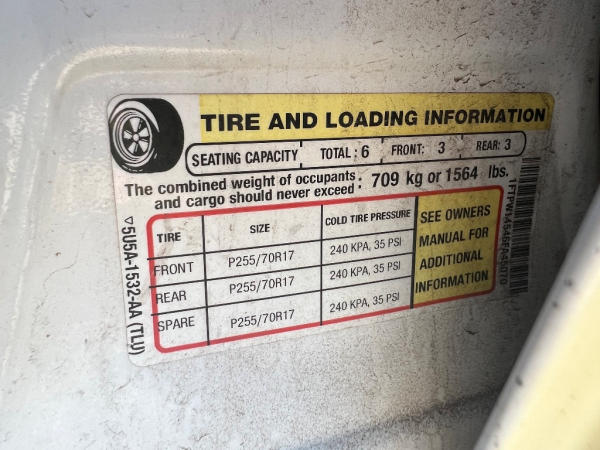 TIRE AND LOADING INFORMATION
SEATING CAPACITY TOTAL: 6 FRONT: 3 REAR: 3
The combined weight of occupants and cargo should never exceed: 709 kg or 1564 lbs.
TIRE SIZE COLD TIRE PRESSURE
FRONT P255/70R17 240 KPA, 35 PSI
REAR P255/70R17 240 KPA, 35 PSI
SPARE P255/70R17 240 KPA, 35 PSI
SEE OWNERS
MANUAL FOR
ADDITIONAL
INFORMATION
5U5A-1532-AA (TLU)